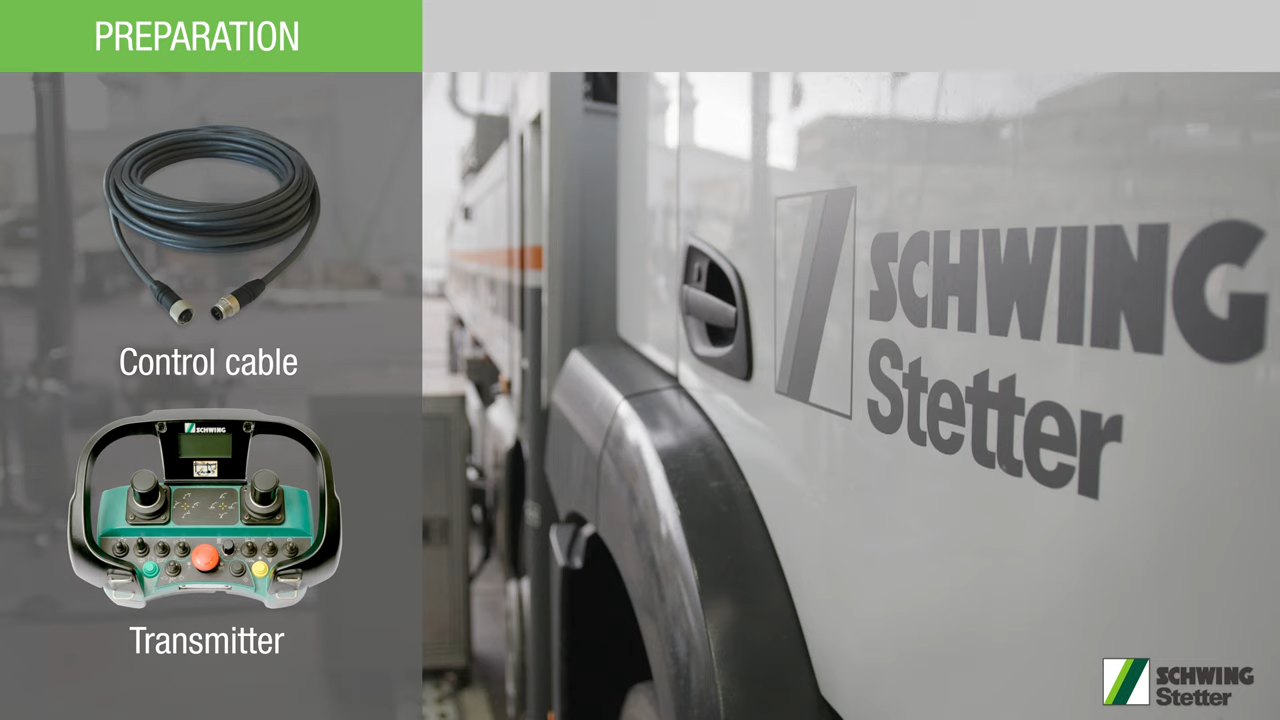 PREPARATION
Control cable
SCHWING
Transmitter
SCHWING
Stetter
SCHWING
Stetter